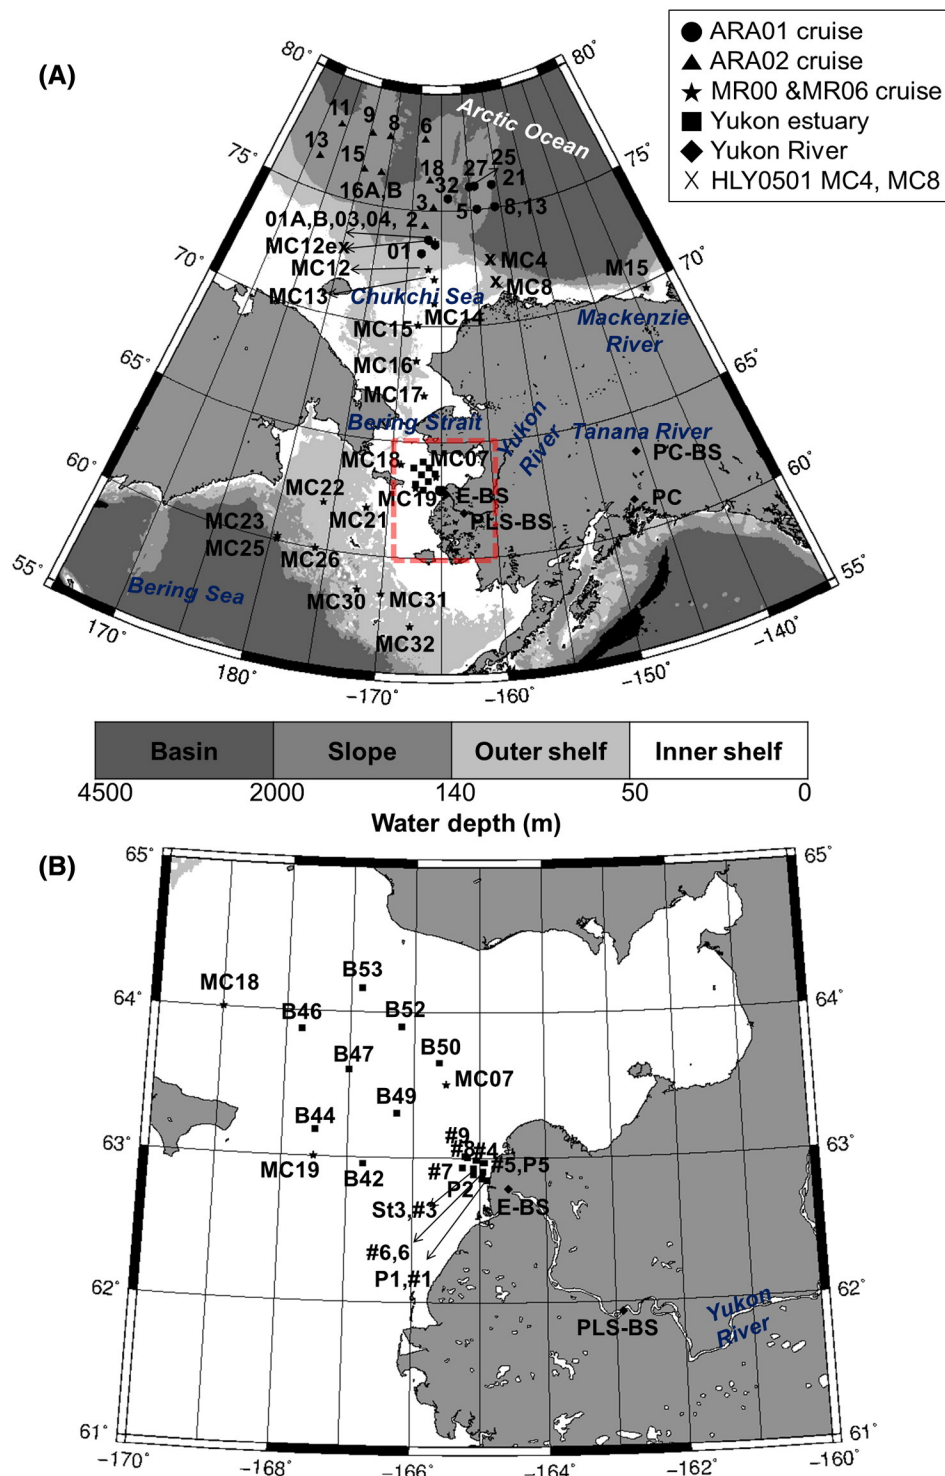 (A)
ARA01 cruise
ARA02 cruise
MR00 &MR06 cruise
Yukon estuary
Yukon River
HLY0501 MC4, MC8
80°
80°
Arctic Ocean
11
9
8
6
13
15
16A,B
18
32
27
25
21
75°
75°
3
5
8,13
01A,B,03,04, 2
MC12ex
01
MC12
MC4
MC8
M15
70°
70°
MC13
Chukchi Sea
MC14
MC15
Mackenzie
River
MC16
MC17
65°
65°
Bering Strait
Yukon
River
Tanana River
MC18
MC07
PC-BS
60°
60°
MC22
MC19
E-BS
PC
MC21
PLS-BS
MC23
MC25
MC26
55°
55°
Bering Sea
MC30
MC31
MC32
170°
180°
−170°
−160°
−150°
−140°
Basin
Slope
Outer shelf
Inner shelf
4500
2000
140
50
0
Water depth (m)
(B)
65°
65°
B53
MC18
64°
64°
B46
B52
B47
B50
MC07
B49
B44
#9
#8
#4
63°
63°
MC19
B42
#7
#5,P5
P2
St3,#3
E-BS
#6,6
P1,#1
62°
62°
PLS-BS
Yukon
River
61°
61°
−170°
−168°
−166°
−164°
−162°
−160°